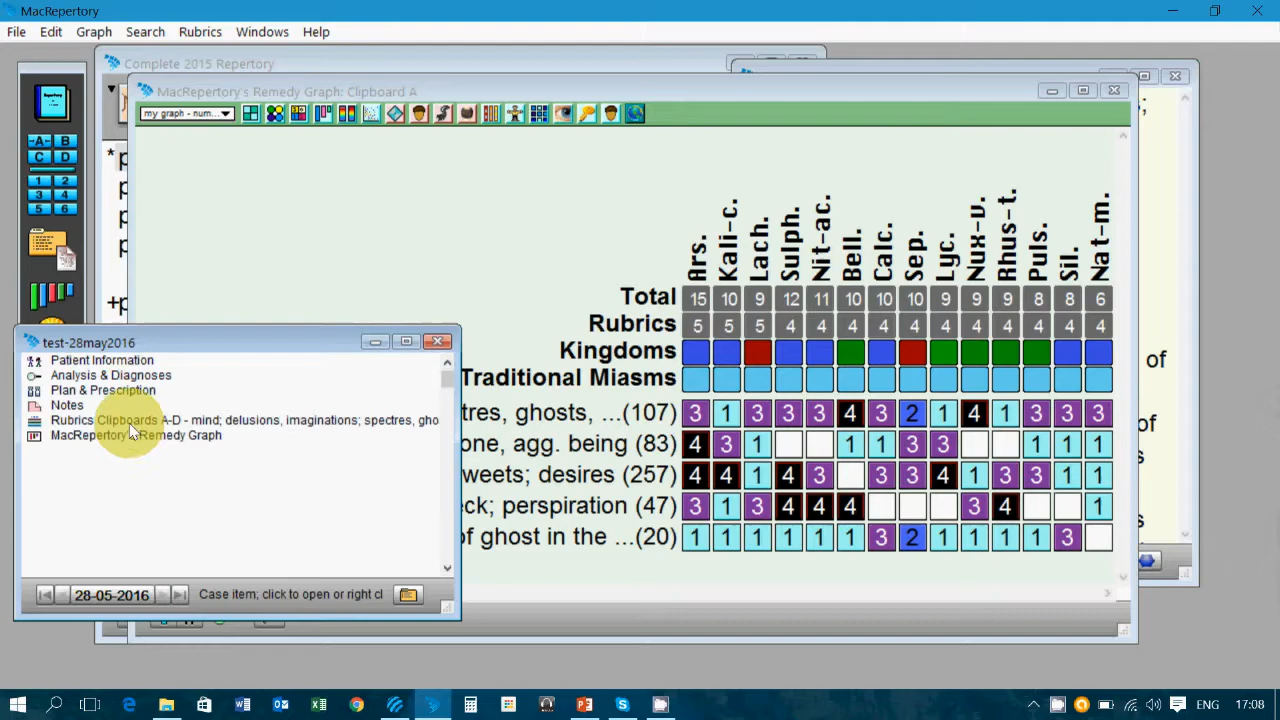 MacRepertory
File Edit Graph Search Rubrics Windows Help
Complete 2015 Repertory
MacRepertory's Remedy Graph: Clipboard A
my graph - num...
A B
C D
1 2
3 4
5 6
Ars. Kali-c. Lach. Sulph. Nit-ac. Bell. Calc. Sep. Lyc. Nux-v. Rhus-t. Puls. Sil. Nat-m.
Total 15 10 9 12 11 10 10 10 9 9 9 8 8 6
Rubrics 5 5 5 4 4 4 4 4 4 4 4 4 4 4
Kingdoms
Traditional Miasms
tres, ghosts, ...(107) 3 1 3 3 3 4 3 2 1 4 1 3 3 3
one, agg. being (83) 4 3 1 1 1 3 3 1 1
weets; desires (257) 4 4 1 4 3 3 3 4 1 3 3 1 1
ck; perspiration (47) 3 1 3 4 4 4 3 4 1
of ghost in the ...(20) 1 1 1 1 1 1 3 2 1 1 1 1 3
test-28may2016
Patient Information
Analysis & Diagnoses
Plan & Prescription
Notes
Rubrics Clipboards A-D - mind; delusions, imaginations; spectres, gho
MacRepertory's Remedy Graph
28-05-2016 Case item; click to open or right cl
of
of
s
s
ENG 17:08